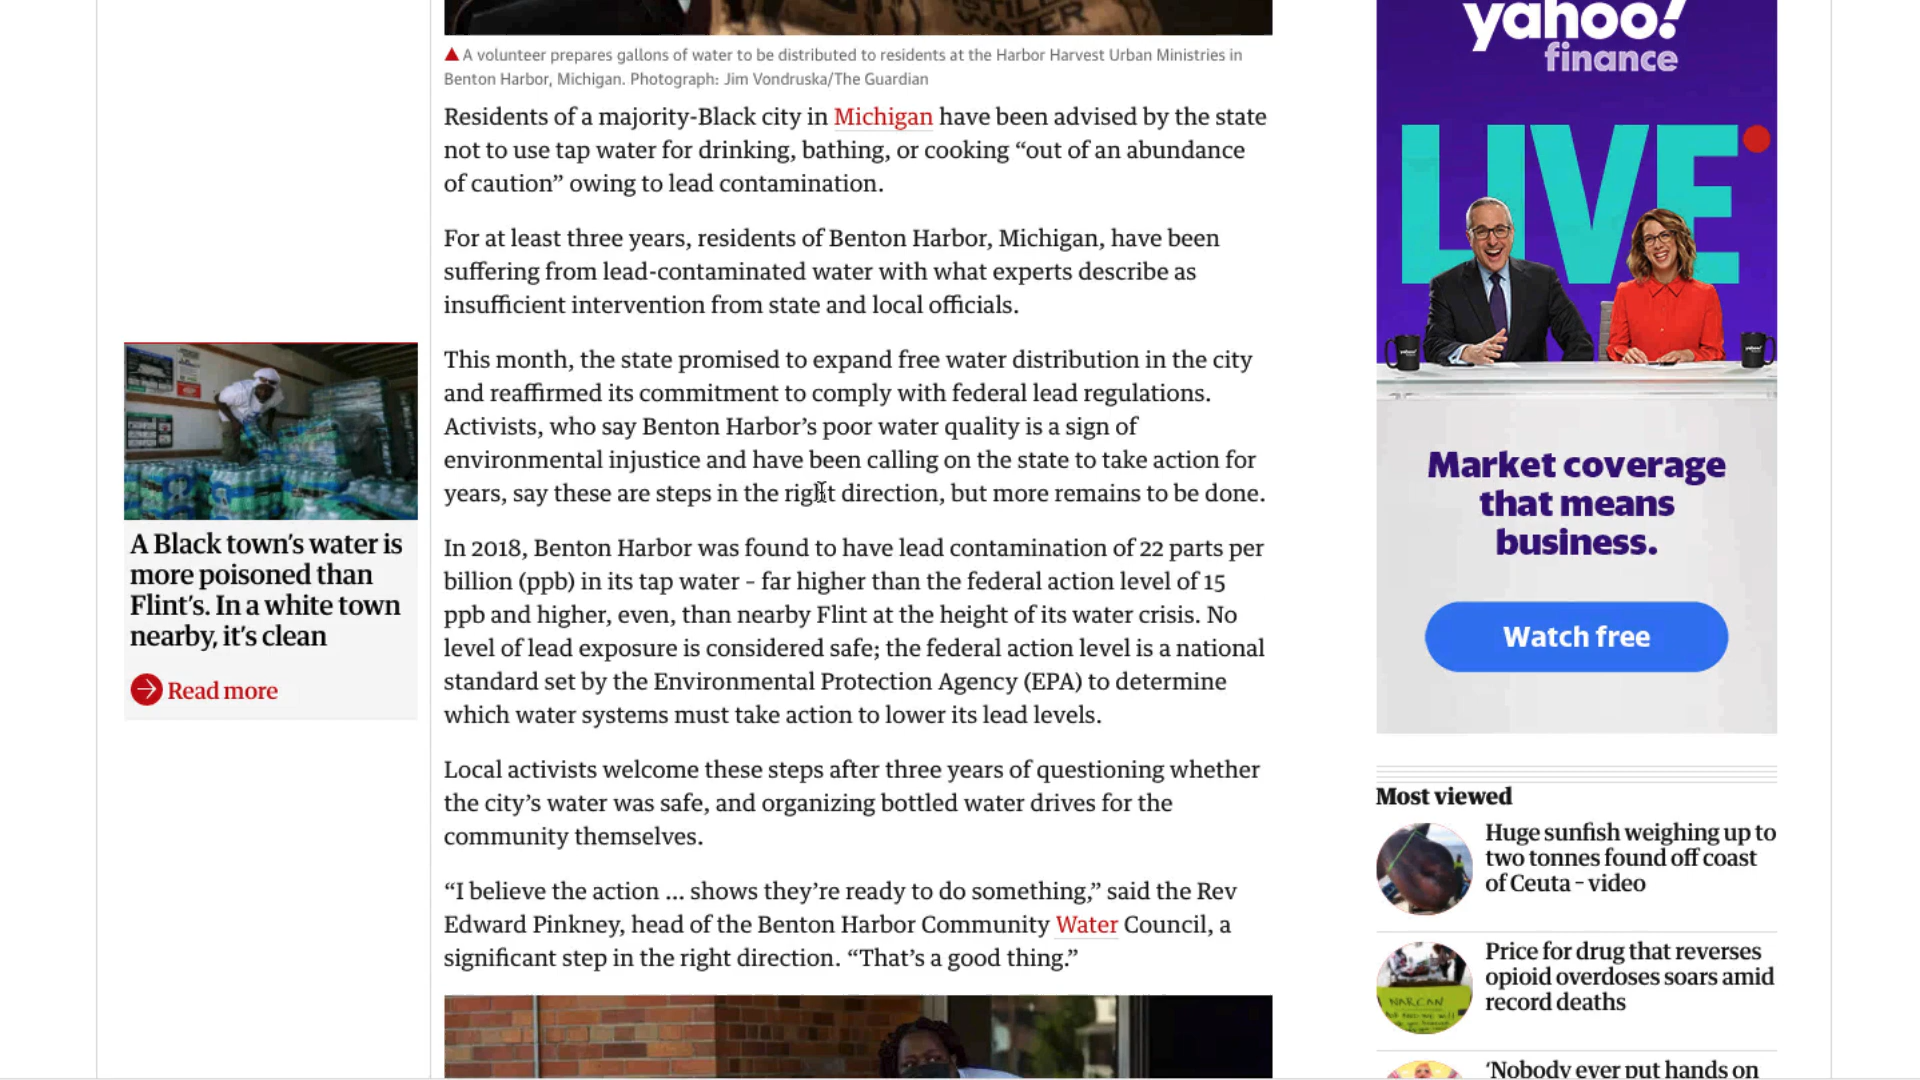 STILL
WATER
A volunteer prepares gallons of water to be distributed to residents at the Harbor Harvest Urban Ministries in
Benton Harbor, Michigan. Photograph: Jim Vondruska/The Guardian
Residents of a majority-Black city in Michigan have been advised by the state
not to use tap water for drinking, bathing, or cooking “out of an abundance
of caution” owing to lead contamination.
For at least three years, residents of Benton Harbor, Michigan, have been
suffering from lead-contaminated water with what experts describe as
insufficient intervention from state and local officials.
This month, the state promised to expand free water distribution in the city
and reaffirmed its commitment to comply with federal lead regulations.
Activists, who say Benton Harbor’s poor water quality is a sign of
environmental injustice and have been calling on the state to take action for
years, say these are steps in the right direction, but more remains to be done.
In 2018, Benton Harbor was found to have lead contamination of 22 parts per
billion (ppb) in its tap water – far higher than the federal action level of 15
ppb and higher, even, than nearby Flint at the height of its water crisis. No
level of lead exposure is considered safe; the federal action level is a national
standard set by the Environmental Protection Agency (EPA) to determine
which water systems must take action to lower its lead levels.
Local activists welcome these steps after three years of questioning whether
the city’s water was safe, and organizing bottled water drives for the
community themselves.
“I believe the action ... shows they’re ready to do something,” said the Rev
Edward Pinkney, head of the Benton Harbor Community Water Council, a
significant step in the right direction. “That’s a good thing.”
A Black town’s water is
more poisoned than
Flint’s. In a white town
nearby, it’s clean
Read more
yahoo!
finance
LIVE
yahoo!
yahoo!
Market coverage
that means
business.
Watch free
Most viewed
Huge sunfish weighing up to
two tonnes found off coast
of Ceuta – video
Price for drug that reverses
opioid overdoses soars amid
record deaths
NARCAN
‘Nobody ever put hands on